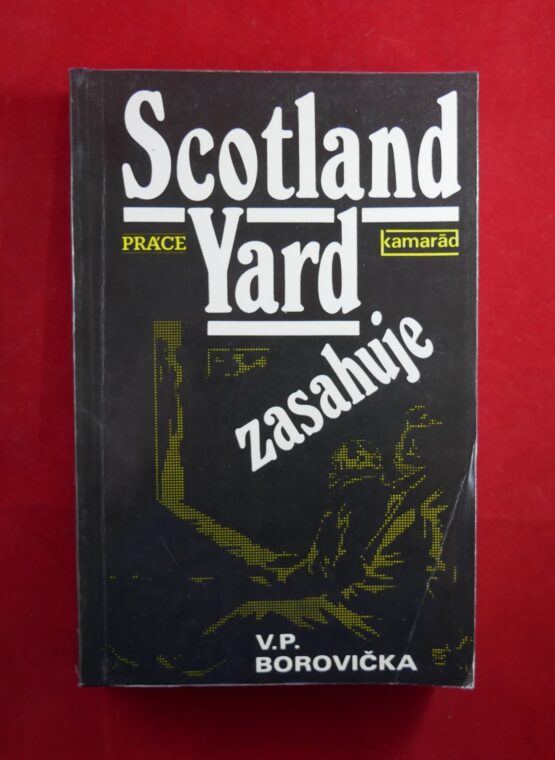 Scotland
PRÁCE
Yard
kamarád
zasahuje
V.P.
BOROVIČKA